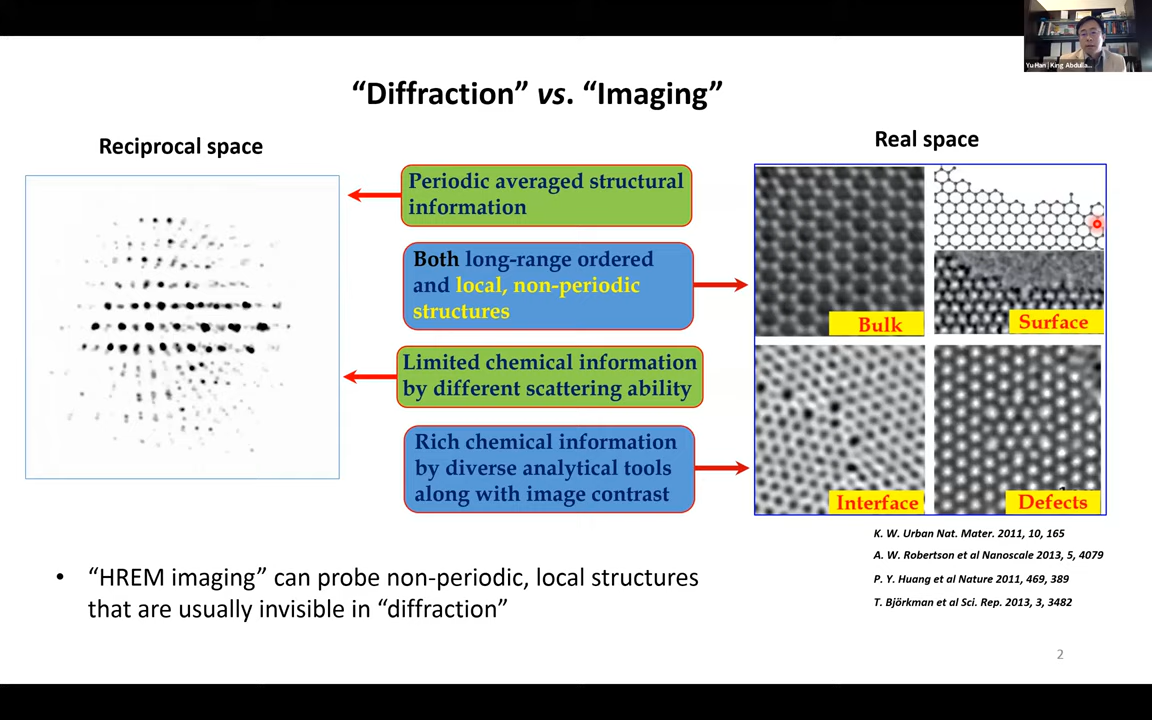 Yu Han | King Abdulla...
“Diffraction” vs. “Imaging”
Reciprocal space
Real space
Periodic averaged structural
information
Both long-range ordered
and local, non-periodic
structures
Limited chemical information
by different scattering ability
Rich chemical information
by diverse analytical tools
along with image contrast
Bulk
Surface
Interface
Defects
K. W. Urban Nat. Mater. 2011, 10, 165
A. W. Robertson et al Nanoscale 2013, 5, 4079
P. Y. Huang et al Nature 2011, 469, 389
T. Björkman et al Sci. Rep. 2013, 3, 3482
• “HREM imaging” can probe non-periodic, local structures
that are usually invisible in “diffraction”
2